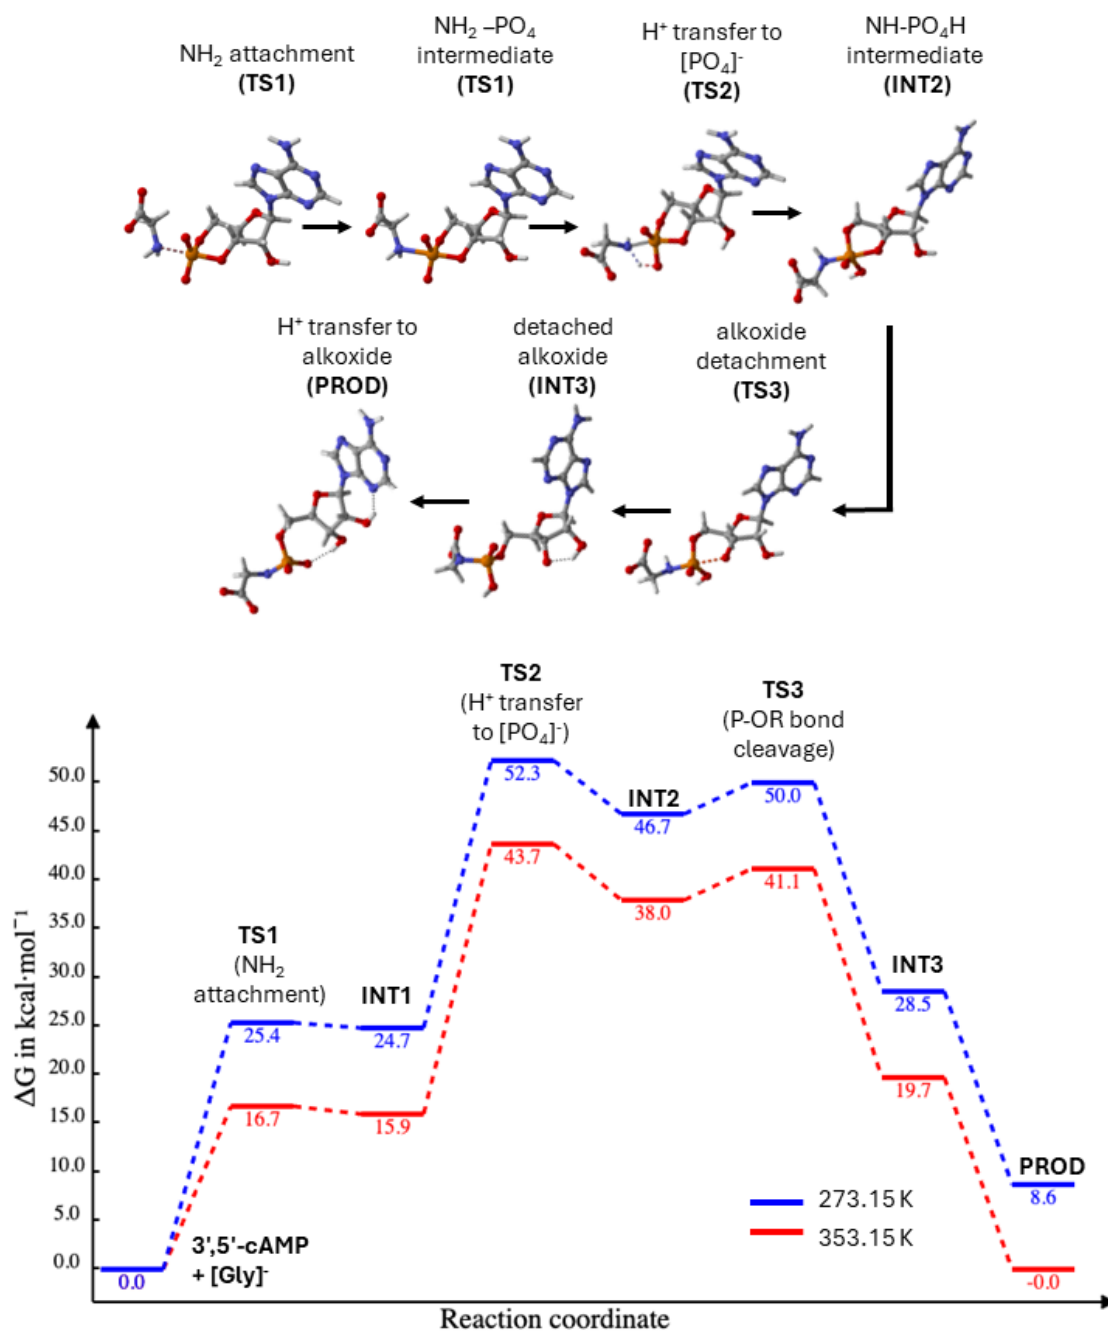 NH₂ attachment
(TS1)
NH₂ –PO₄
intermediate
(TS1)
H⁺ transfer to
[PO₄]⁻
(TS2)
NH-PO₄H
intermediate
(INT2)
H⁺ transfer to
alkoxide
(PROD)
detached
alkoxide
(INT3)
alkoxide
detachment
(TS3)
TS2
(H⁺ transfer
to [PO₄]⁻)
TS3
(P-OR bond
cleavage)
50.0
45.0
40.0
35.0
30.0
25.0
20.0
15.0
10.0
5.0
0.0
ΔG in kcal·mol⁻¹
52.3
INT2
46.7
50.0
43.7
38.0
41.1
TS1
(NH₂
attachment)
INT1
25.4
24.7
16.7
15.9
INT3
28.5
19.7
PROD
8.6
-0.0
273.15 K
353.15 K
3',5'-cAMP
+ [Gly]⁻
0.0
Reaction coordinate